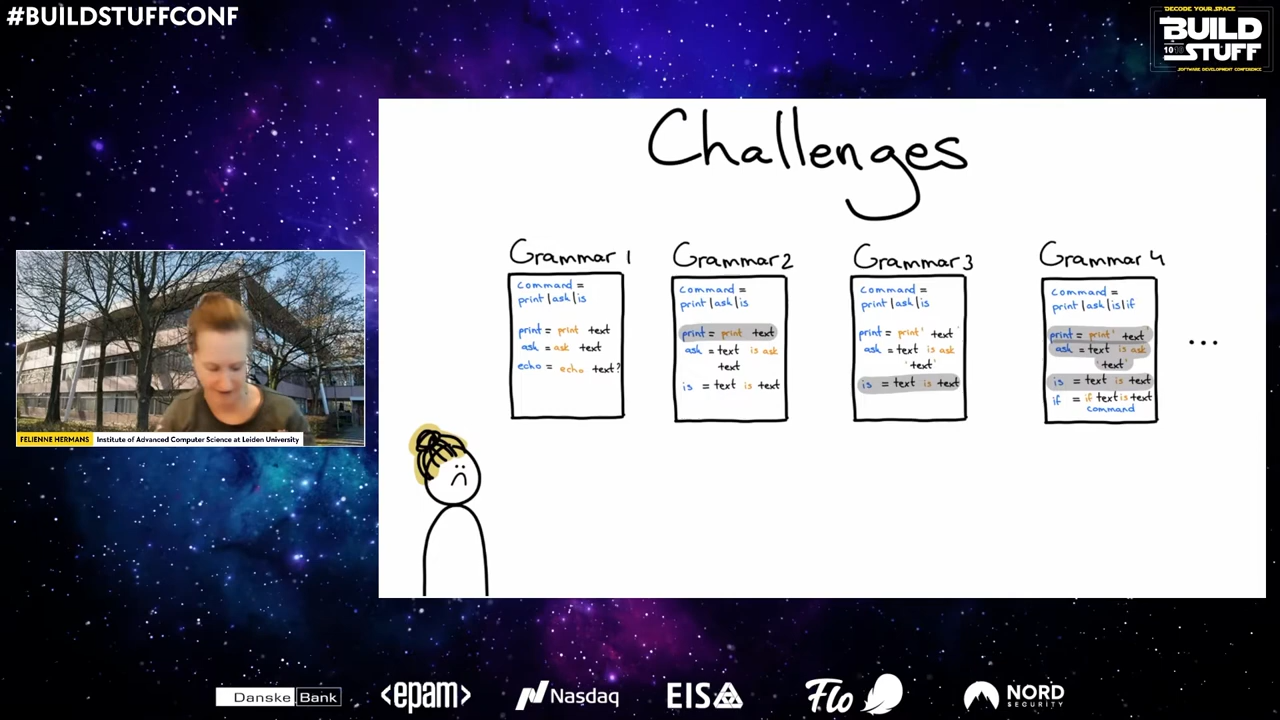 #BUILDSTUFFCONF
DECODE YOUR SPACE
BUILD
STUFF
SOFTWARE DEVELOPMENT CONFERENCE
Challenges
Grammar 1
command =
print | ask | is
print = print text
ask = ask text
echo = echo text?
Grammar 2
command =
print | ask | is
print = print text
ask = text is ask
text
is = text is text
Grammar 3
command =
print | ask | is
print = print ' text '
ask = text is ask
' text '
is = text is text
Grammar 4
command =
print | ask | is | if
print = print ' text '
ask = text is ask
' text '
is = text is text
if = if text is text
command
...
FELIENNE HERMANS Institute of Advanced Computer Science at Leiden University
Danske Bank
<epam>
Nasdaq
EIS
Flo
NORD
SECURITY